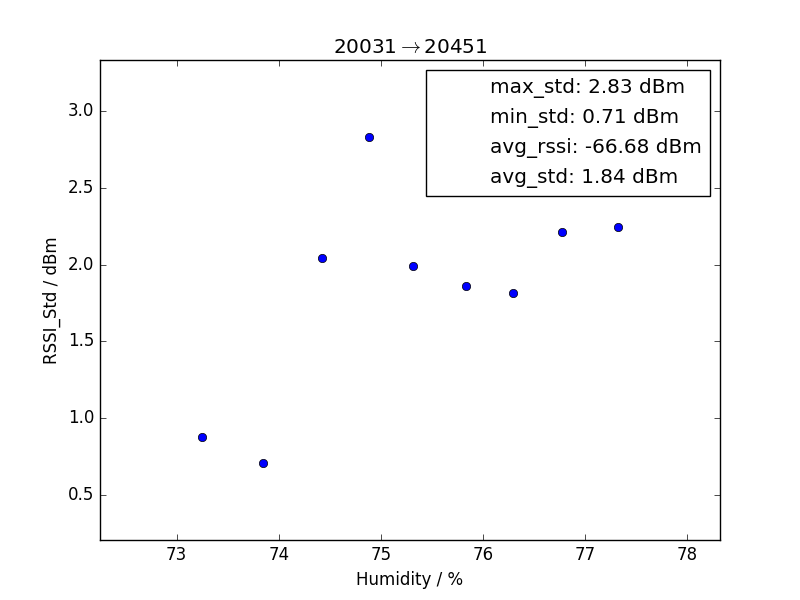 20031→20451
max_std: 2.83 dBm
min_std: 0.71 dBm
avg_rssi: -66.68 dBm
avg_std: 1.84 dBm
RSSI_Std / dBm
3.0
2.5
2.0
1.5
1.0
0.5
73 74 75 76 77 78
Humidity / %